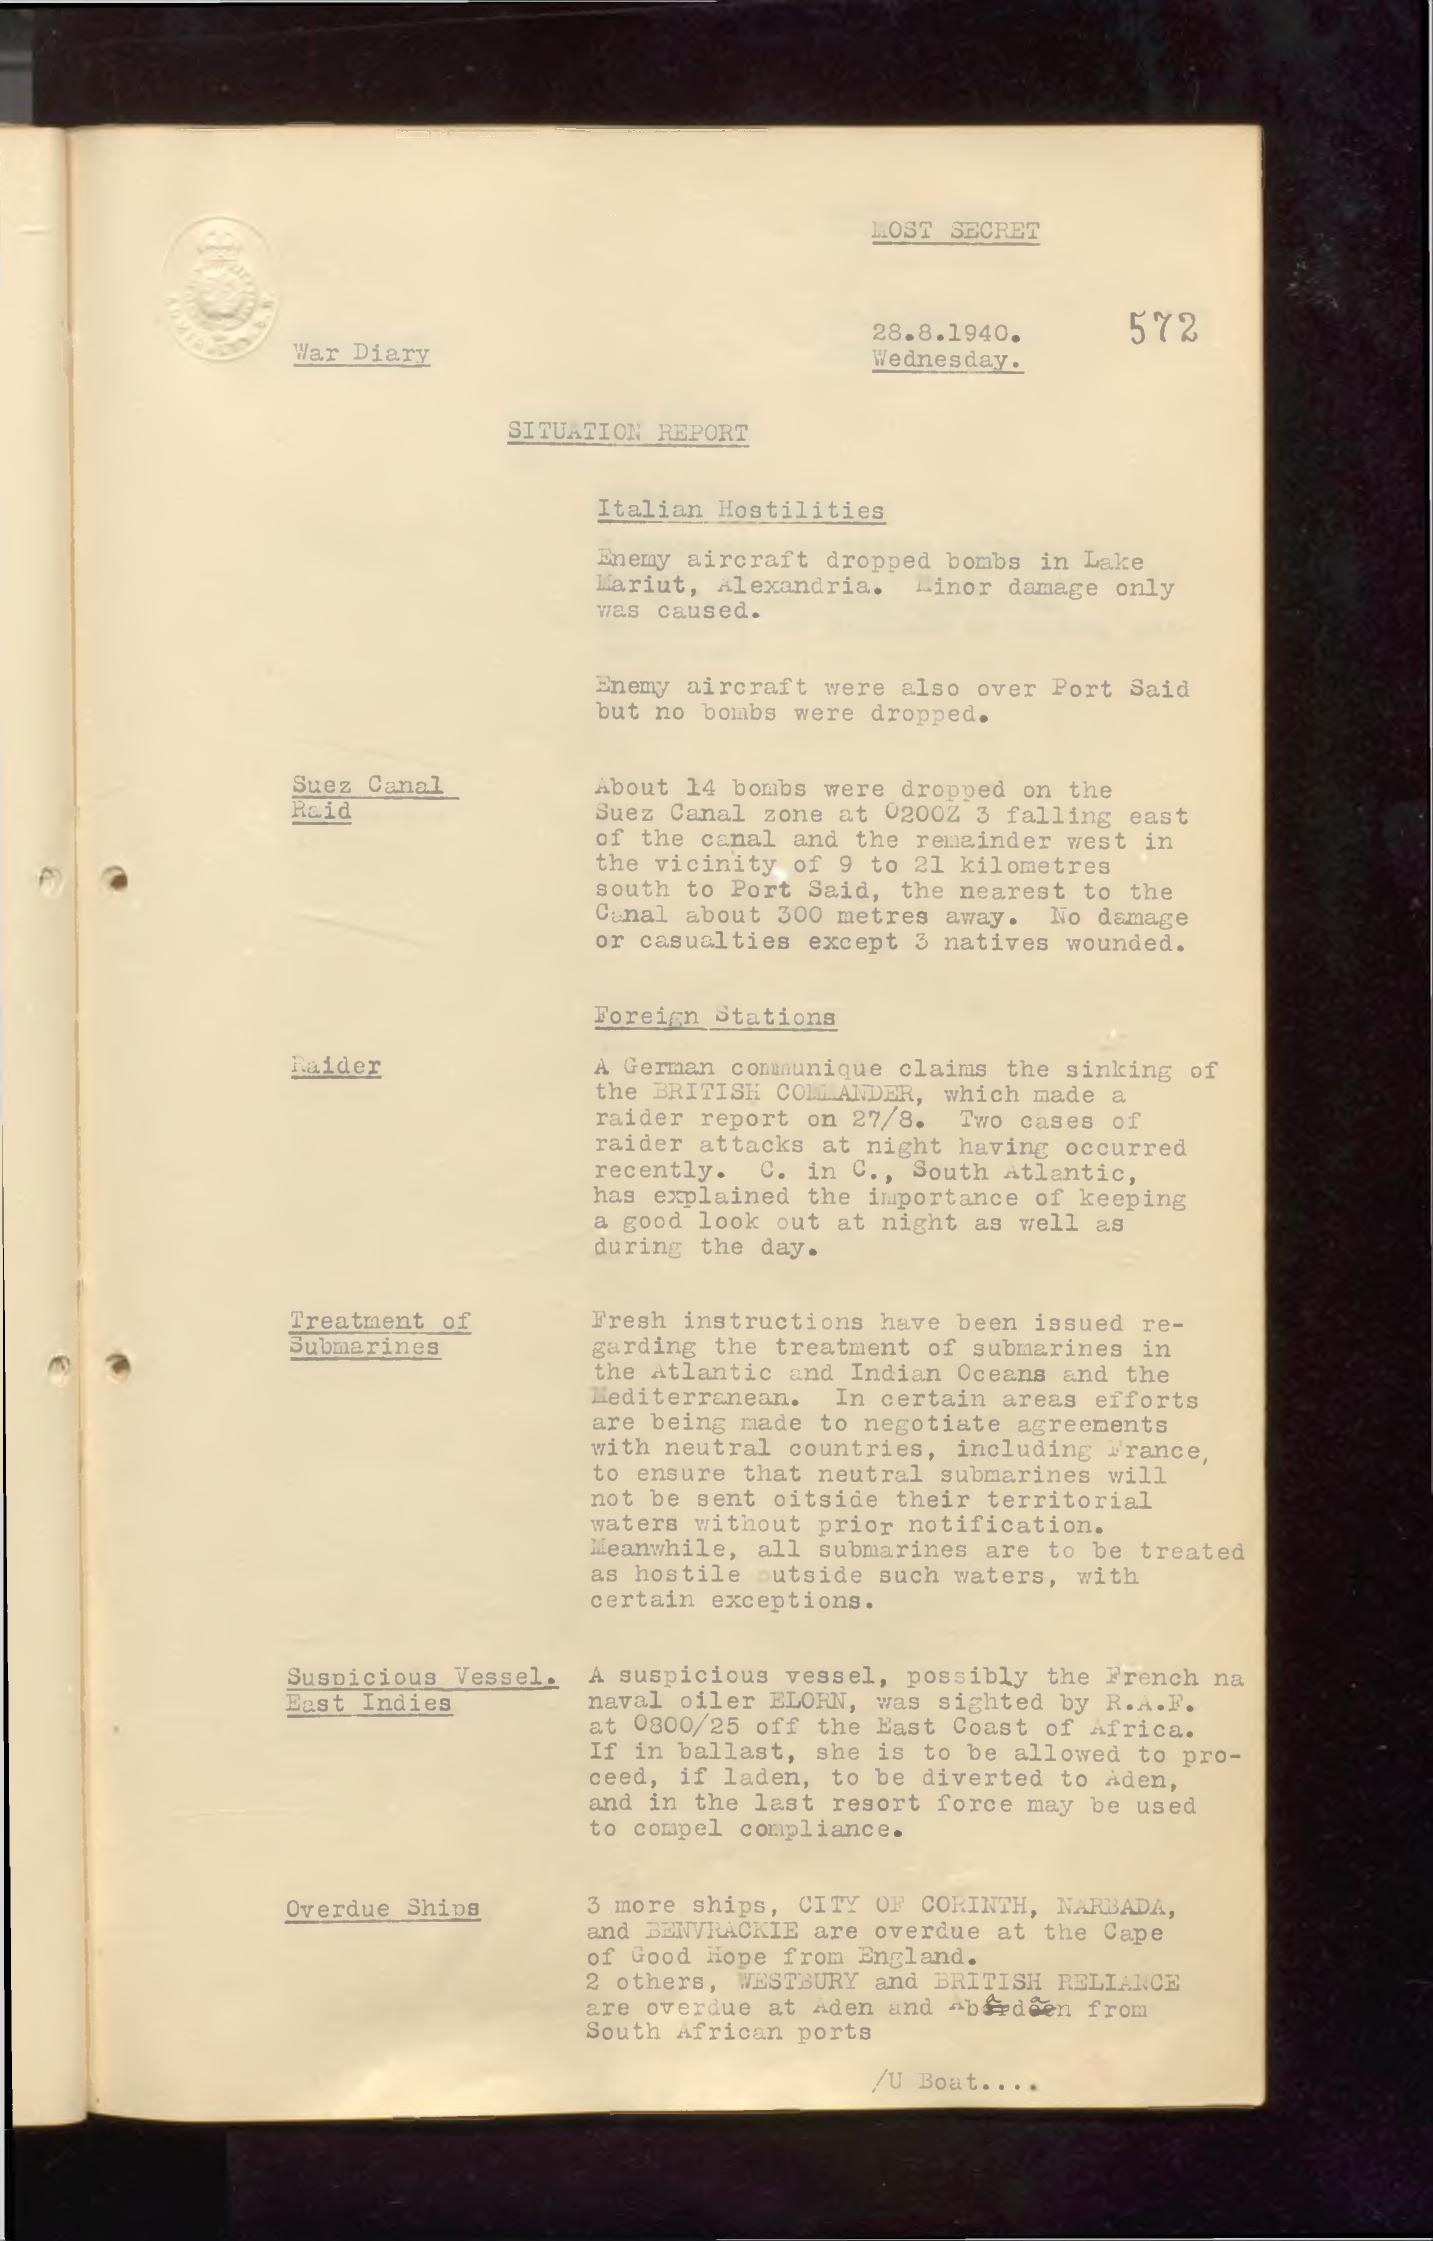 MOST SECRET
28.8.1940.
572
War Diary
Wednesday.
SITUATION REPORT
Italian Hostilities
Enemy aircraft dropped bombs in Lake
Mariut, Alexandria. Minor damage only
was caused.
Enemy aircraft were also over Port Said
but no bombs were dropped.
Suez Canal
Raid
About 14 bombs were dropped on the
Suez Canal zone at 0200Z 3 falling east
of the canal and the remainder west in
the vicinity of 9 to 21 kilometres
south to Port Said, the nearest to the
Canal about 300 metres away. No damage
or casualties except 3 natives wounded.
Foreign Stations
Raider
A German communique claims the sinking of
the BRITISH COMMANDER, which made a
raider report on 27/8. Two cases of
raider attacks at night having occurred
recently. C. in C., South Atlantic,
has explained the importance of keeping
a good look out at night as well as
during the day.
Treatment of
Submarines
Fresh instructions have been issued re-
garding the treatment of submarines in
the Atlantic and Indian Oceans and the
Mediterranean. In certain areas efforts
are being made to negotiate agreements
with neutral countries, including France,
to ensure that neutral submarines will
not be sent oitside their territorial
waters without prior notification.
Meanwhile, all submarines are to be treated
as hostile outside such waters, with
certain exceptions.
Suspicious Vessel.
East Indies
A suspicious vessel, possibly the French na
naval oiler ELORN, was sighted by R.A.F.
at 0800/25 off the East Coast of Africa.
If in ballast, she is to be allowed to pro-
ceed, if laden, to be diverted to Aden,
and in the last resort force may be used
to compel compliance.
Overdue Ships
3 more ships, CITY OF CORINTH, NARBADA,
and BENVRACKIE are overdue at the Cape
of Good Hope from England.
2 others, WESTBURY and BRITISH RELIANCE
are overdue at Aden and from
South African ports
/U Boat....